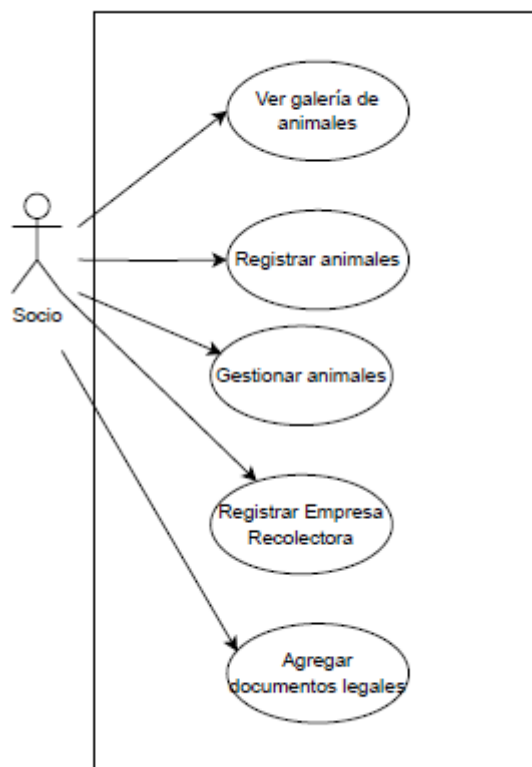 Ver galería de
animales
Registrar animales
Socio
Gestionar animales
Registrar Empresa
Recolectora
Agregar
documentos legales